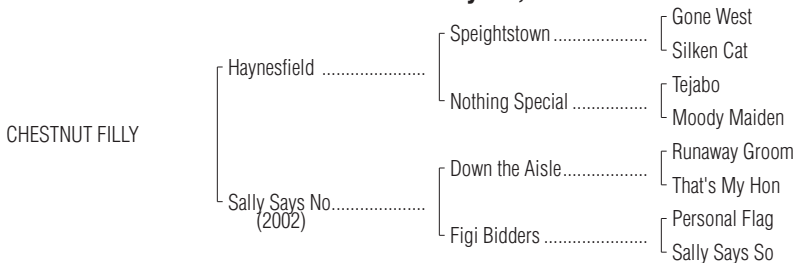 Gone West
Speightstown ....................
Silken Cat
Haynesfield ......................
Tejabo
Nothing Special ................
Moody Maiden
CHESTNUT FILLY
Runaway Groom
Down the Aisle..................
That's My Hon
Sally Says No....................
(2002)
Personal Flag
Figi Bidders ......................
Sally Says So